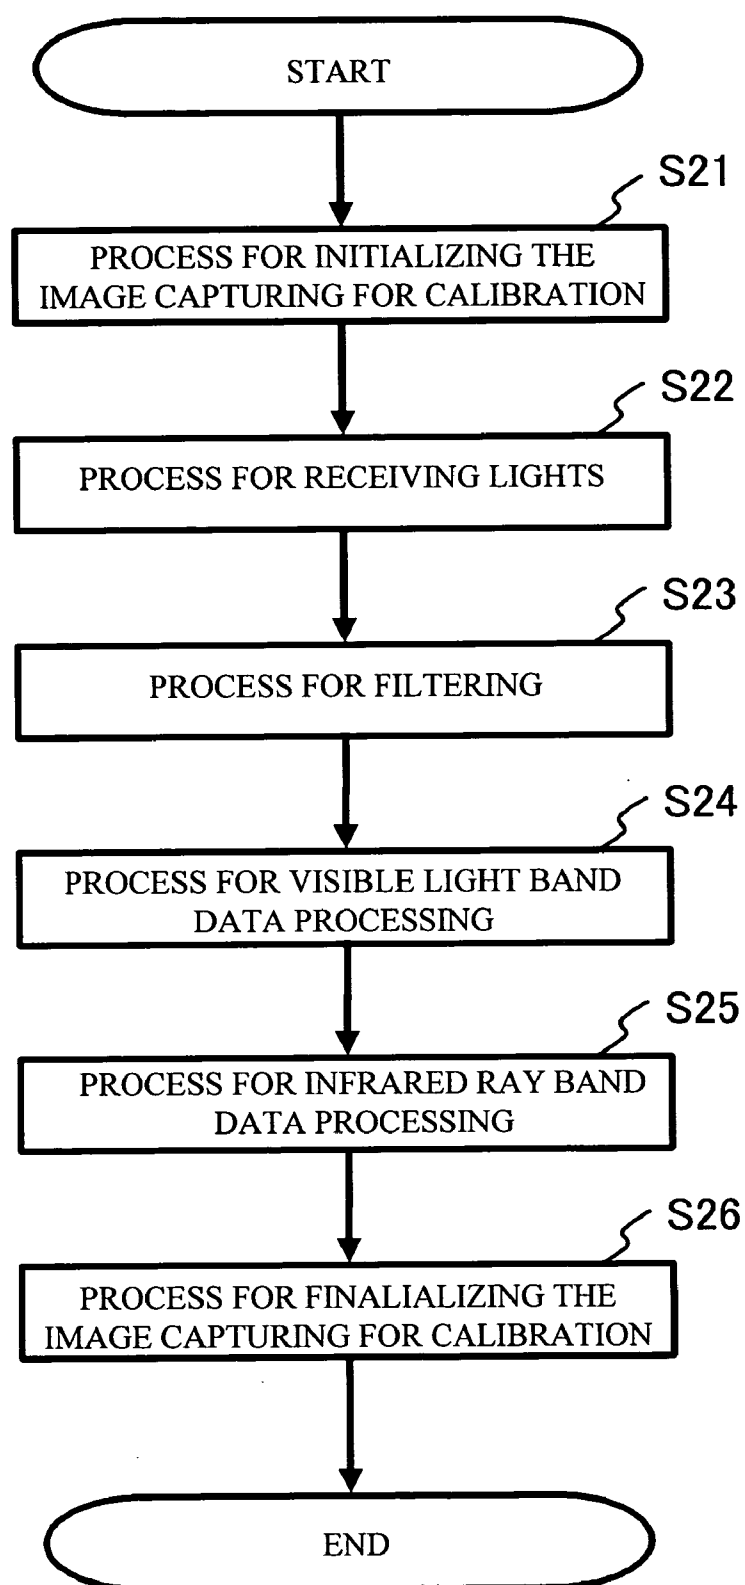 START
S21
PROCESS FOR INITIALIZING THE
IMAGE CAPTURING FOR CALIBRATION
S22
PROCESS FOR RECEIVING LIGHTS
S23
PROCESS FOR FILTERING
S24
PROCESS FOR VISIBLE LIGHT BAND
DATA PROCESSING
S25
PROCESS FOR INFRARED RAY BAND
DATA PROCESSING
S26
PROCESS FOR FINALIALIZING THE
IMAGE CAPTURING FOR CALIBRATION
END